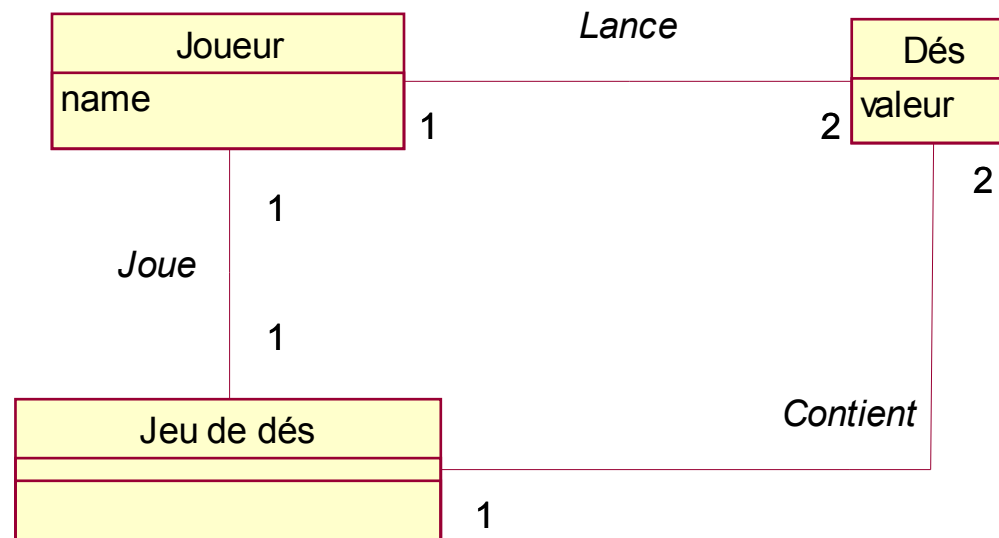 Lance
Joueur
Dés
name
valeur
1
2
2
1
Joue
1
Contient
Jeu de dés
1